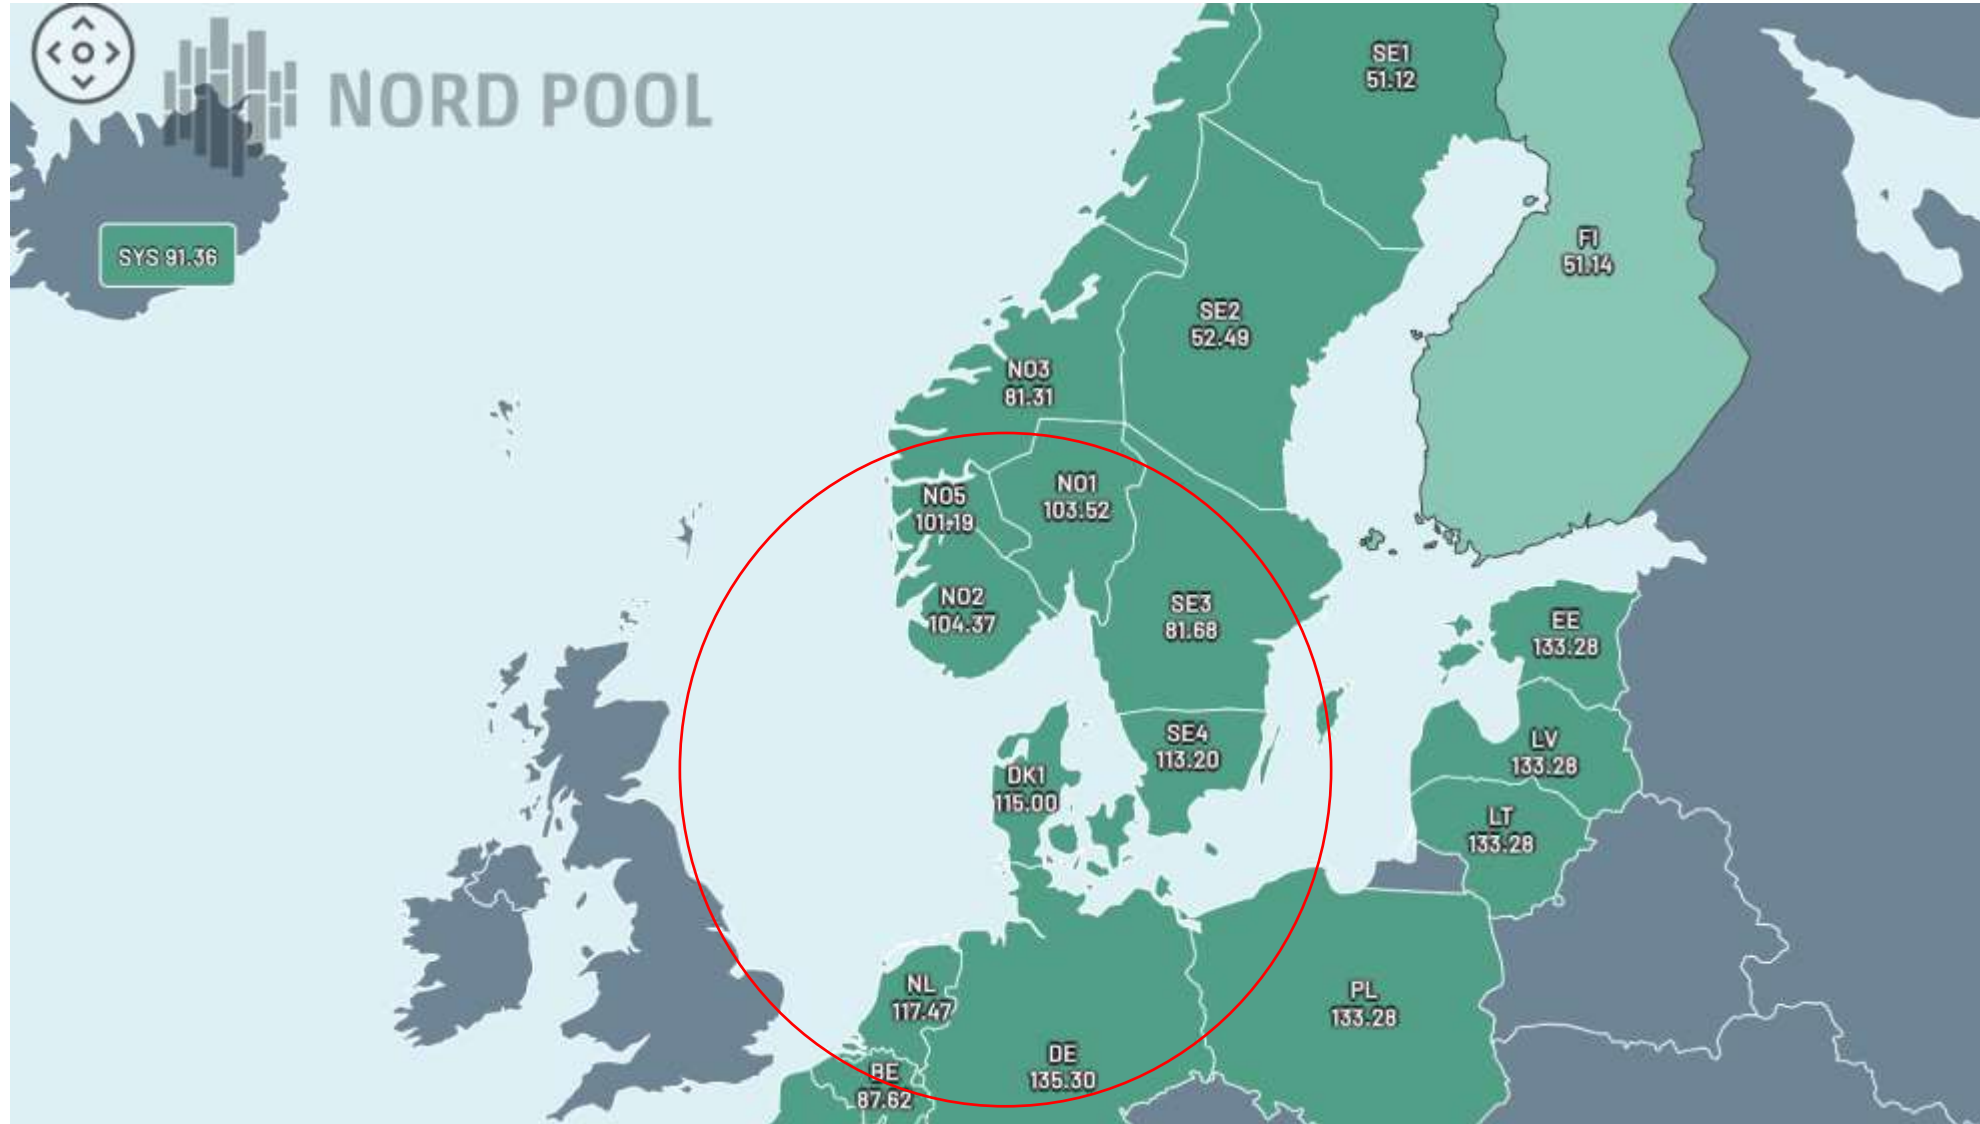 NORD POOL
SE1
51.12
SYS 91.36
FI
51.14
SE2
52.49
NO3
81.31
NO5
101.19
NO1
103.52
NO2
104.37
SE3
81.68
EE
133.28
SE4
113.20
LV
133.28
DK1
115.00
LT
133.28
NL
117.47
PL
133.28
DE
135.30
BE
87.62